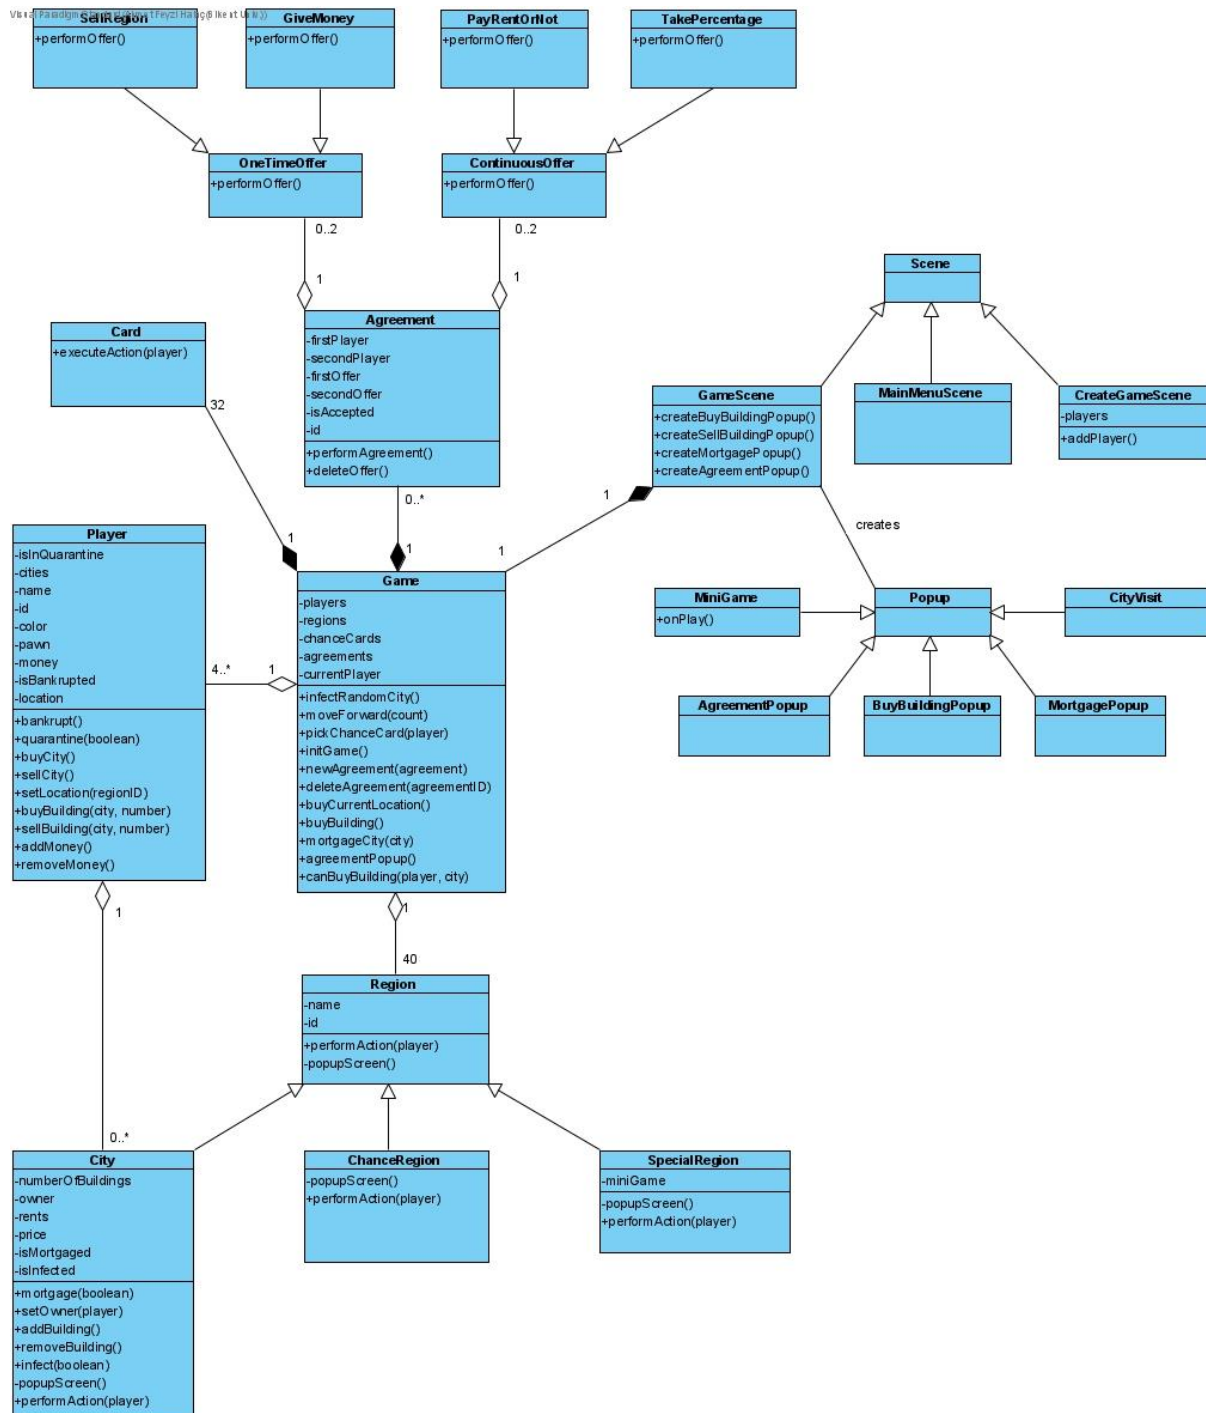 SellRegion
+performOffer()
GiveMoney
+performOffer()
PayRentOrNot
+performOffer()
TakePercentage
+performOffer()
OneTimeOffer
+performOffer()
ContinuousOffer
+performOffer()
0..2
0..2
1
1
Scene
Card
+executeAction(player)
32
Agreement
-firstPlayer
-secondPlayer
-firstOffer
-secondOffer
-isAccepted
-id
+performAgreement()
+deleteOffer()
0..*
GameScene
+createBuyBuildingPopup()
+createSellBuildingPopup()
+createMortgagePopup()
+createAgreementPopup()
MainMenuScene
CreateGameScene
-players
+addPlayer()
1
creates
1
1
1
Player
-isInQuarantine
-cities
-name
-id
-color
-pawn
-money
-isBankrupted
-location
+bankrupt()
+quarantine(boolean)
+buyCity()
+sellCity()
+setLocation(regionID)
+buyBuilding(city, number)
+sellBuilding(city, number)
+addMoney()
+removeMoney()
4..*
1
Game
-players
-regions
-chanceCards
-agreements
-currentPlayer
+infectRandomCity()
+moveForward(count)
+pickChanceCard(player)
+initGame()
+newAgreement(agreement)
+deleteAgreement(agreementID)
+buyCurrentLocation()
+buyBuilding()
+mortgageCity(city)
+agreementPopup()
+canBuyBuilding(player, city)
MiniGame
+onPlay()
Popup
CityVisit
AgreementPopup
BuyBuildingPopup
MortgagePopup
1
1
40
Region
-name
-id
+performAction(player)
-popupScreen()
0..*
City
-numberOfBuildings
-owner
-rents
-price
-isMortgaged
-isInfected
+mortgage(boolean)
+setOwner(player)
+addBuilding()
+removeBuilding()
+infect(boolean)
-popupScreen()
+performAction(player)
ChanceRegion
-popupScreen()
+performAction(player)
SpecialRegion
-miniGame
-popupScreen()
+performAction(player)